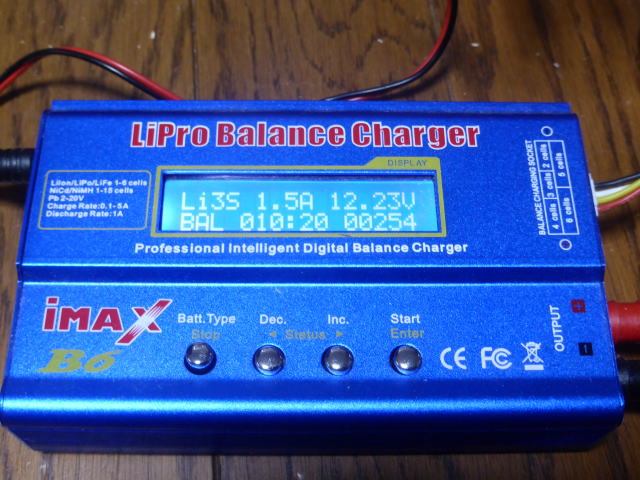 LiPro Balance Charger
DISPLAY
LiIon/LiPo/LiFe 1-6 cells
NiCd/NiMH 1-15 cells
Pb 2-20V
Charge Rate:0.1-5A
Discharge Rate:1A
Li3S 1.5A 12.23V
BAL 010:20 00254
Professional Intelligent Digital Balance Charger
BALANCE CHARGING SOCKET
2 cells
3 cells
4 cells
5 cells
6 cells
iMAX
B6
Batt.Type
Stop
Dec.
Inc.
◄ Status ►
Start
Enter
CE FC
OUTPUT
+
-